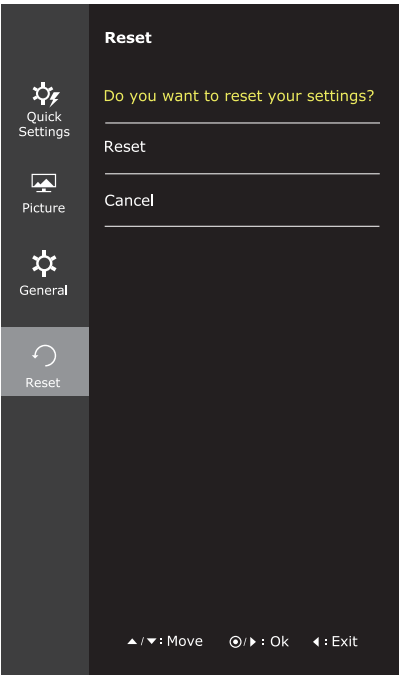 Reset
Do you want to reset your settings?
Reset
Cancel
Quick
Settings
Picture
General
Reset
▲/▼: Move ⦿/▶: Ok ◀: Exit